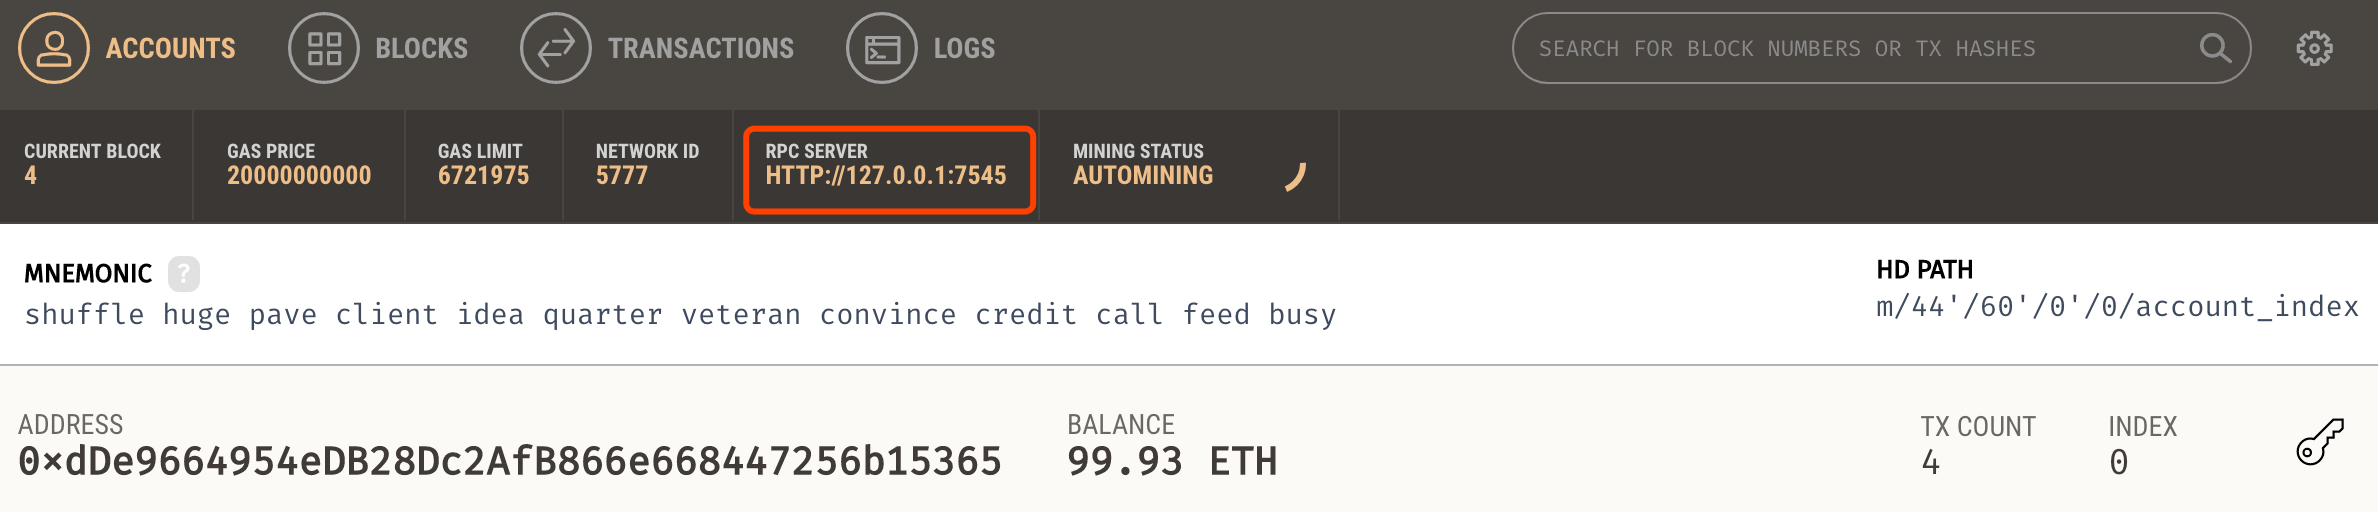 ACCOUNTS BLOCKS TRANSACTIONS LOGS SEARCH FOR BLOCK NUMBERS OR TX HASHES
CURRENT BLOCK GAS PRICE GAS LIMIT NETWORK ID RPC SERVER MINING STATUS
4 20000000000 6721975 5777 HTTP://127.0.0.1:7545 AUTOMINING
MNEMONIC ? HD PATH
shuffle huge pave client idea quarter veteran convince credit call feed busy m/44'/60'/0'/0/account_index
ADDRESS BALANCE TX COUNT INDEX
0×dDe9664954eDB28Dc2AfB866e668447256b15365 99.93 ETH 4 0